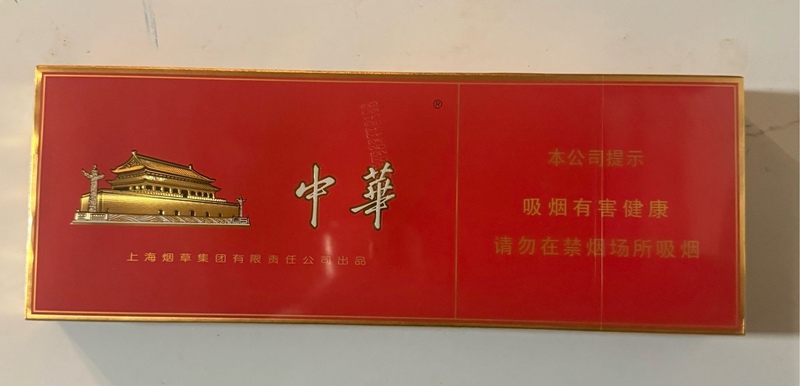 中華
®
上海烟草集团有限责任公司出品
本公司提示
吸烟有害健康
请勿在禁烟场所吸烟